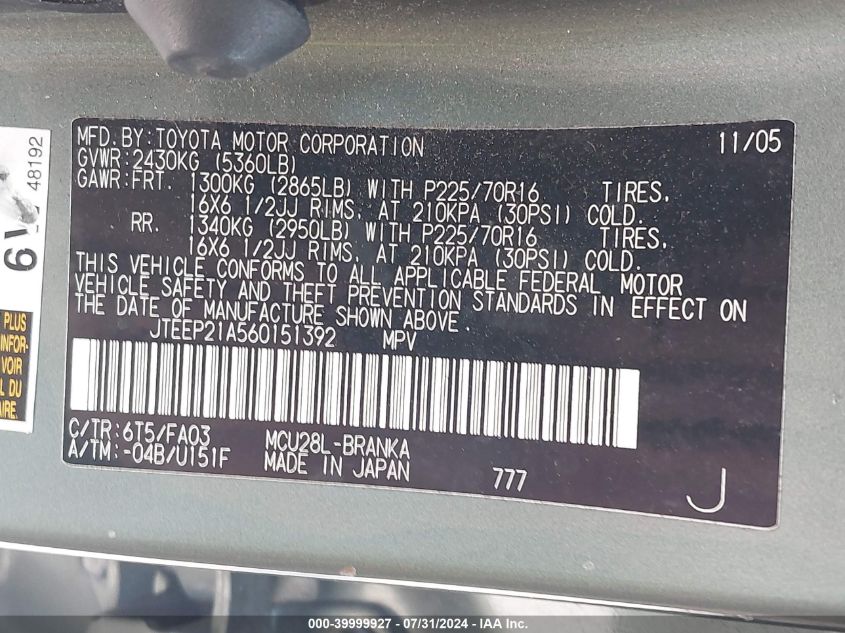 MFD.BY:TOYOTA MOTOR CORPORATION 11/05
GVWR:2430KG (5360LB)
GAWR:FRT. 1300KG (2865LB) WITH P225/70R16 TIRES,
16X6 1/2JJ RIMS, AT 210KPA (30PSI) COLD.
RR. 1340KG (2950LB) WITH P225/70R16 TIRES,
16X6 1/2JJ RIMS, AT 210KPA (30PSI) COLD.
THIS VEHICLE CONFORMS TO ALL APPLICABLE FEDERAL MOTOR
VEHICLE SAFETY AND THEFT PREVENTION STANDARDS IN EFFECT ON
THE DATE OF MANUFACTURE SHOWN ABOVE.
JTEEP21A560151392 MPV
C/TR:6T5/FA03 MCU28L-BRANKA
A/TM:-04B/U151F MADE IN JAPAN 777
J
48192
PLUS
INFOR-
VOIR
L DU
AIRE.
000-39999927 - 07/31/2024 - IAA Inc.